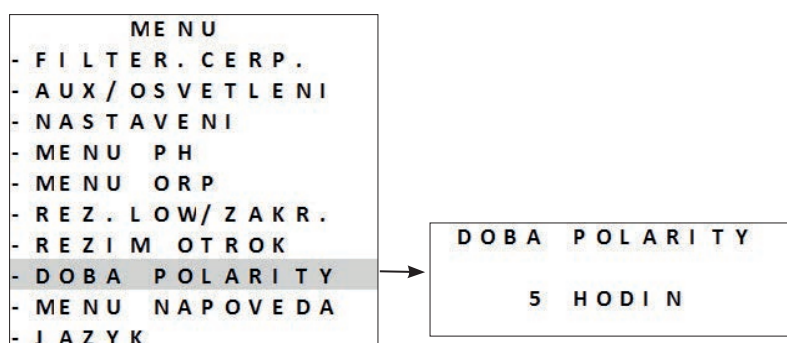 MENU
- FILTER. CERP.
- AUX/OSVETLENI
- NASTAVENI
- MENU PH
- MENU ORP
- REZ. LOW/ZAKR.
- REZIM OTROK
- DOBA POLARITY
- MENU NAPOVEDA
- JAZYK
DOBA POLARITY
5 HODIN